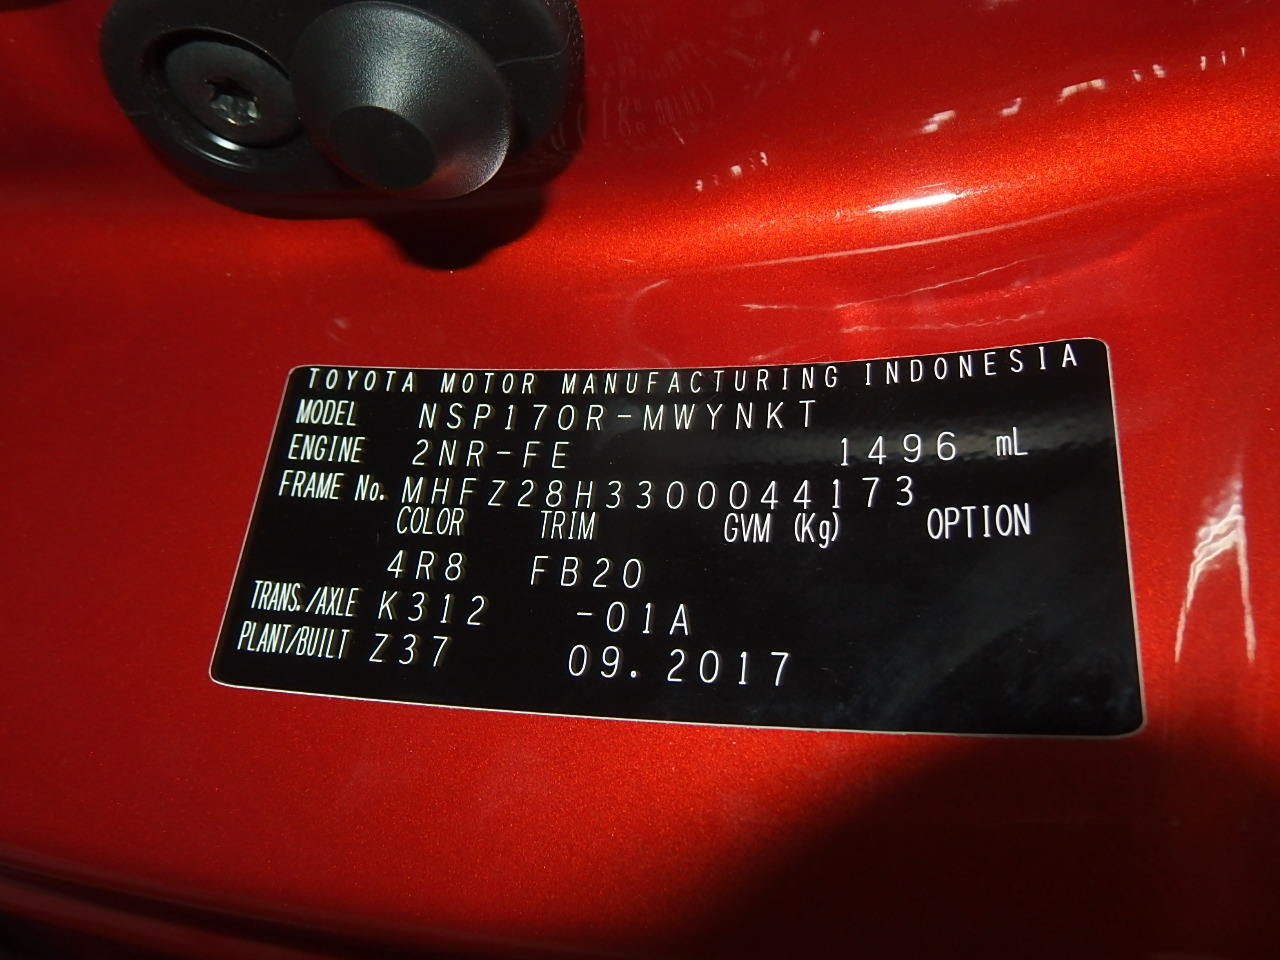 TOYOTA MOTOR MANUFACTURING INDONESIA
MODEL NSP170R-MWYNKT
ENGINE 2NR-FE 1496 mL
FRAME No. MHFZ28H3300044173
COLOR TRIM GVM (Kg) OPTION
4R8 FB20
TRANS./AXLE K312 -01A
PLANT/BUILT Z37 09.2017